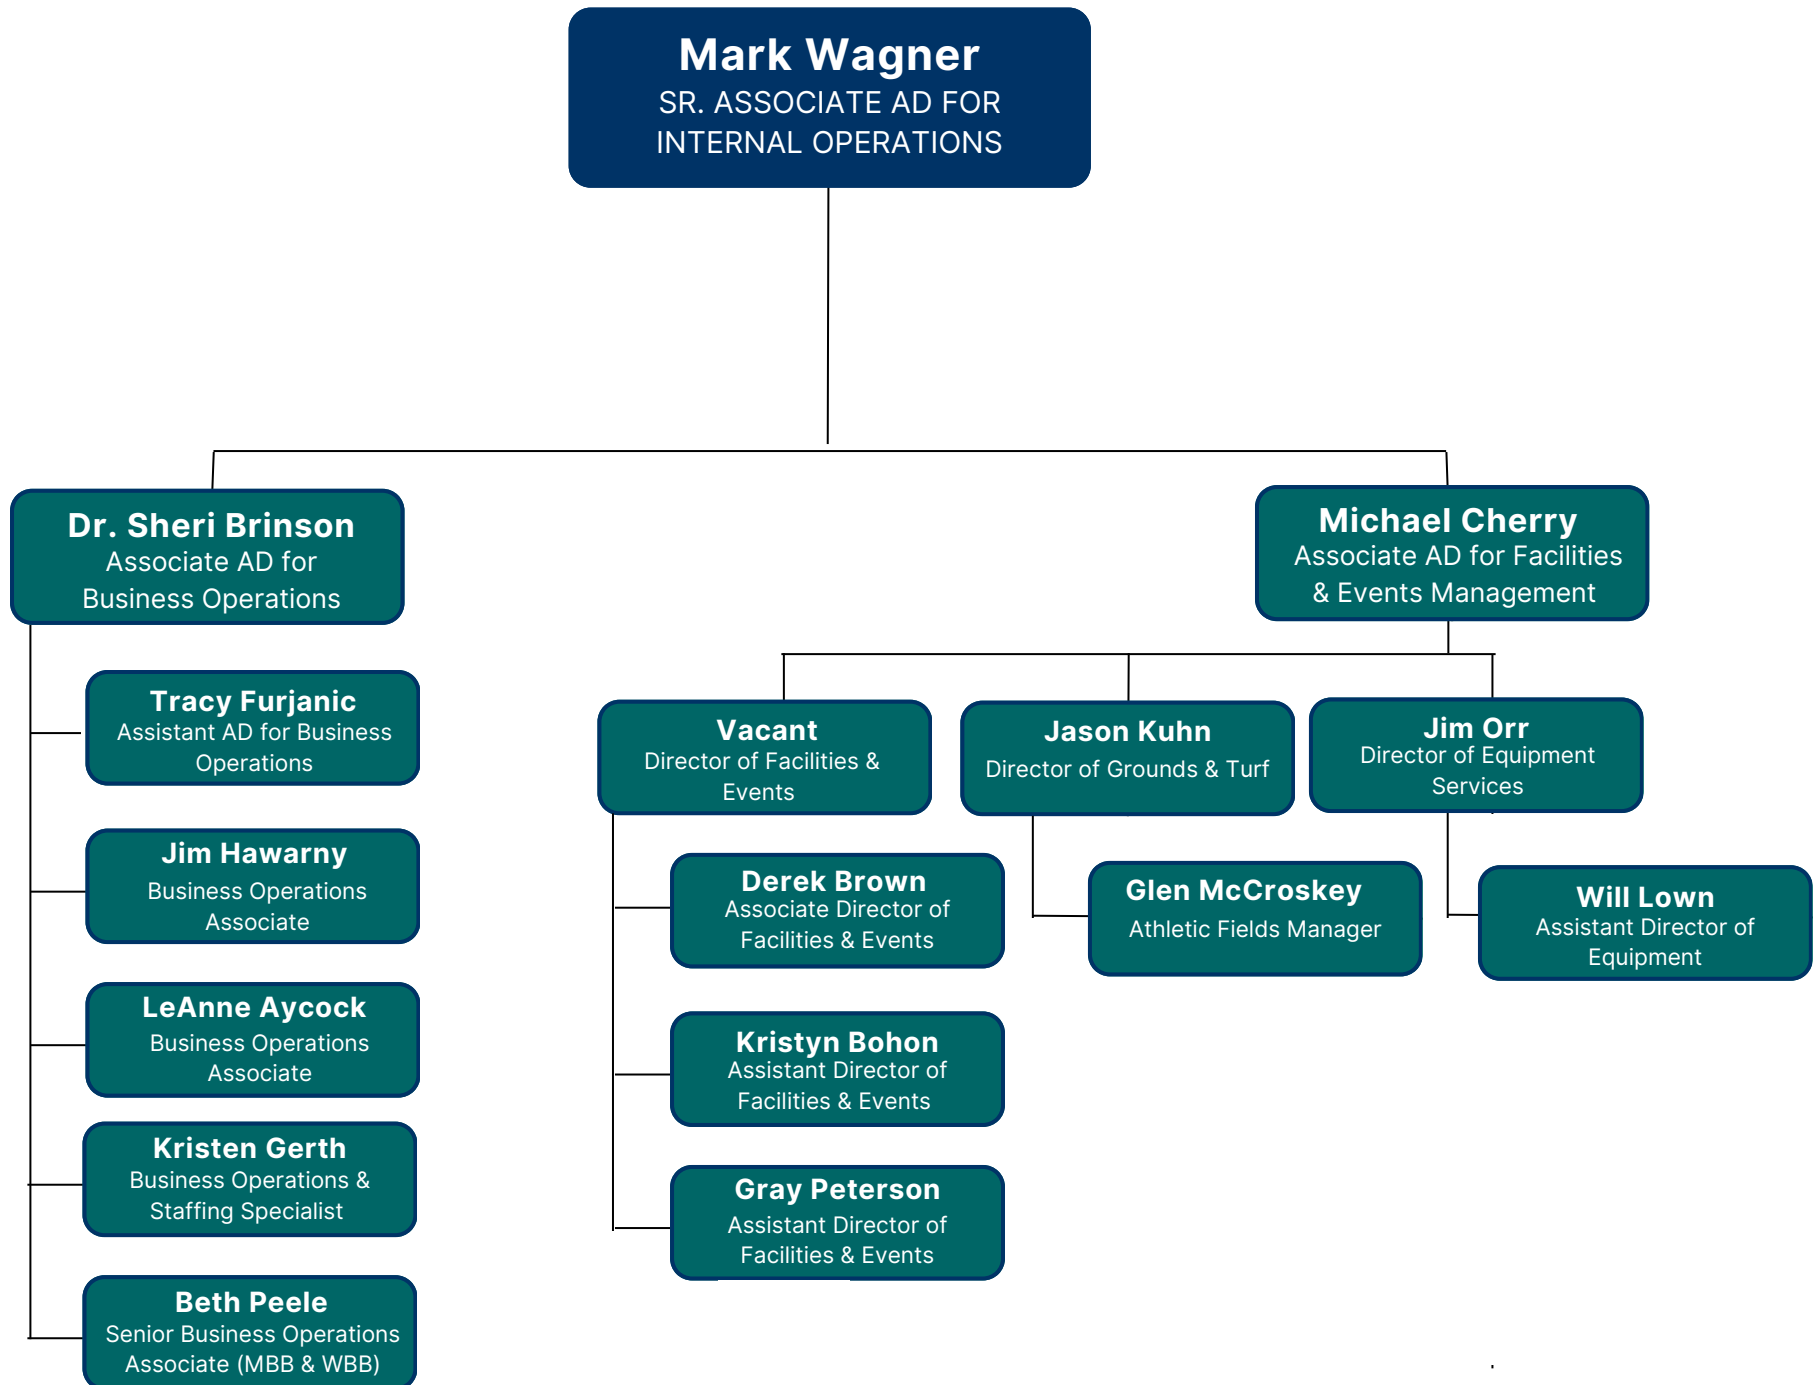 Mark Wagner
SR. ASSOCIATE AD FOR
INTERNAL OPERATIONS
Dr. Sheri Brinson
Associate AD for
Business Operations
Tracy Furjanic
Assistant AD for Business
Operations
Jim Hawarny
Business Operations
Associate
LeAnne Aycock
Business Operations
Associate
Kristen Gerth
Business Operations &
Staffing Specialist
Beth Peele
Senior Business Operations
Associate (MBB & WBB)
Michael Cherry
Associate AD for Facilities
& Events Management
Vacant
Director of Facilities &
Events
Derek Brown
Associate Director of
Facilities & Events
Kristyn Bohon
Assistant Director of
Facilities & Events
Gray Peterson
Assistant Director of
Facilities & Events
Jason Kuhn
Director of Grounds & Turf
Glen McCroskey
Athletic Fields Manager
Jim Orr
Director of Equipment
Services
Will Lown
Assistant Director of
Equipment